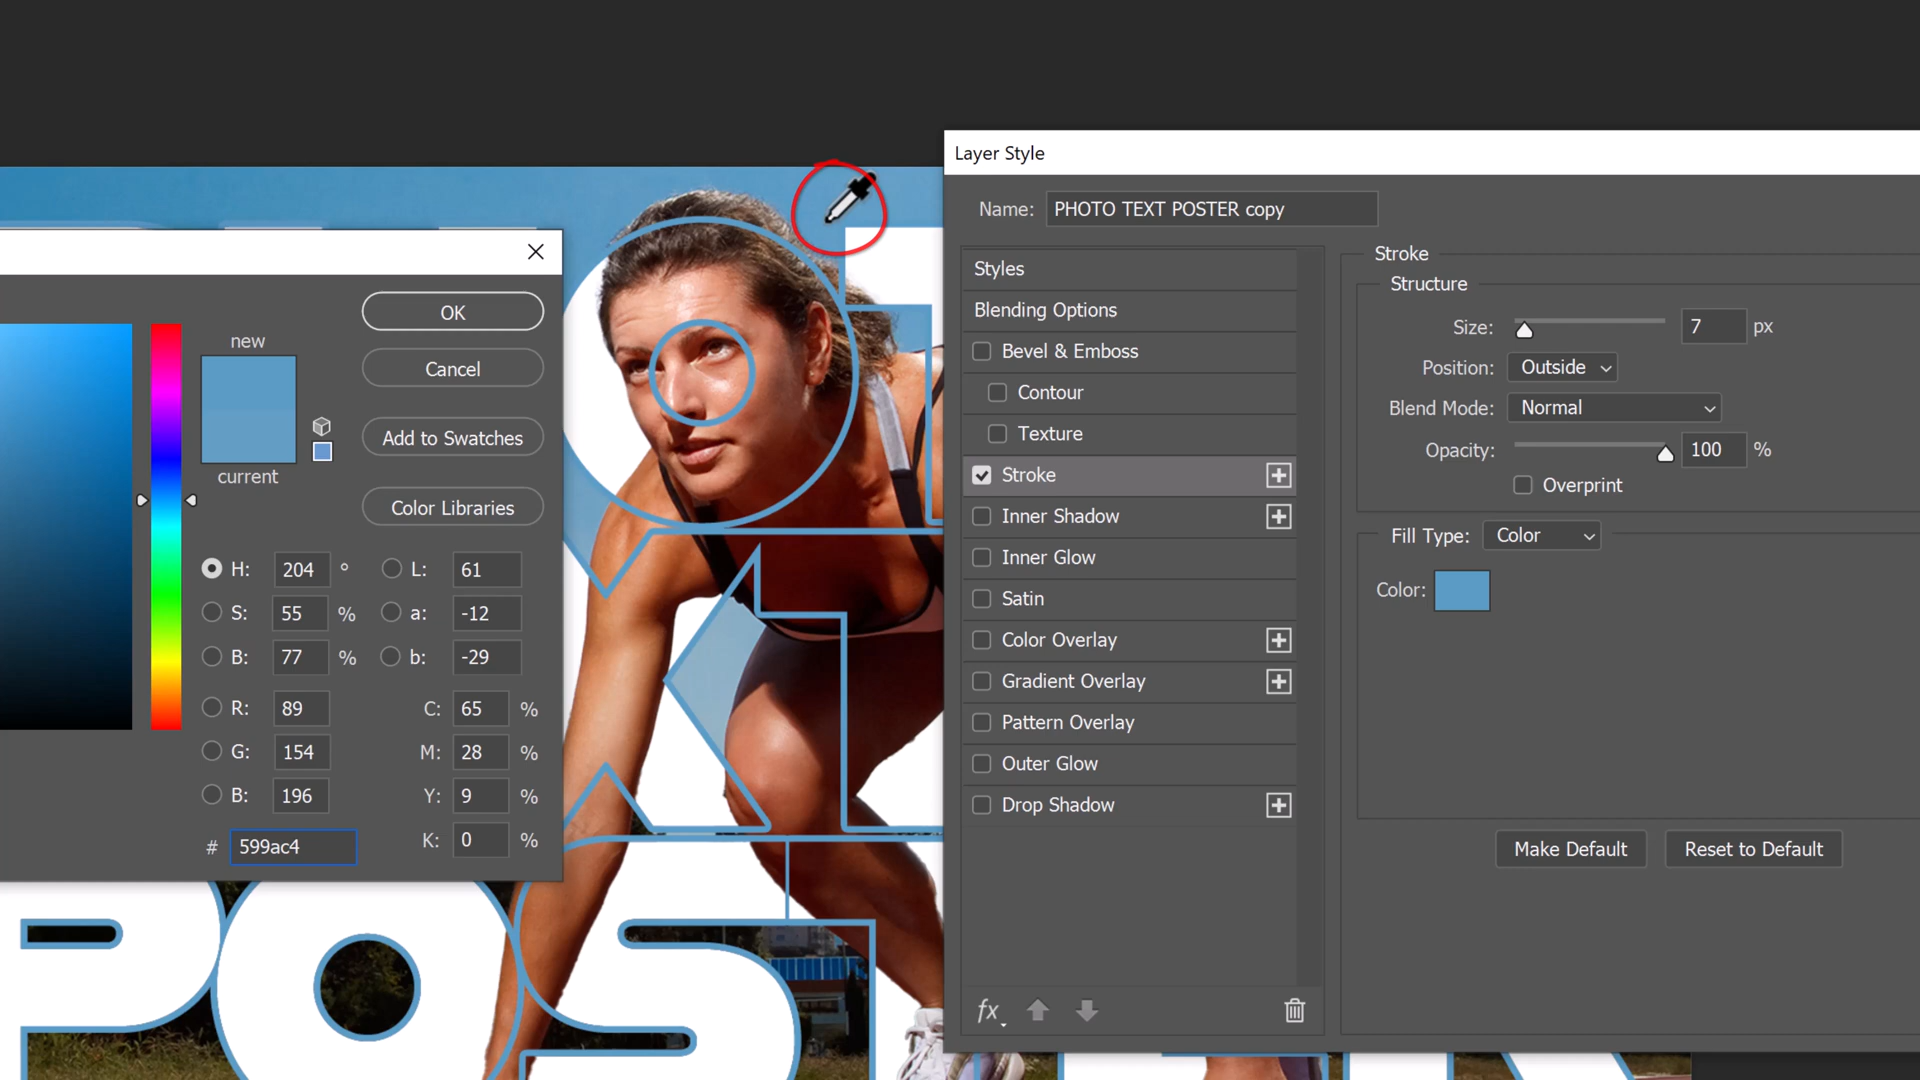 Layer Style
Name: PHOTO TEXT POSTER copy
Styles
Blending Options
Bevel & Emboss
Contour
Texture
Stroke
Inner Shadow
Inner Glow
Satin
Color Overlay
Gradient Overlay
Pattern Overlay
Outer Glow
Drop Shadow
fx
Stroke
Structure
Size: 7 px
Position: Outside
Blend Mode: Normal
Opacity: 100 %
Overprint
Fill Type: Color
Color:
Make Default
Reset to Default
new
current
OK
Cancel
Add to Swatches
Color Libraries
H: 204 °
S: 55 %
B: 77 %
R: 89
G: 154
B: 196
# 599ac4
L: 61
a: -12
b: -29
C: 65 %
M: 28 %
Y: 9 %
K: 0 %